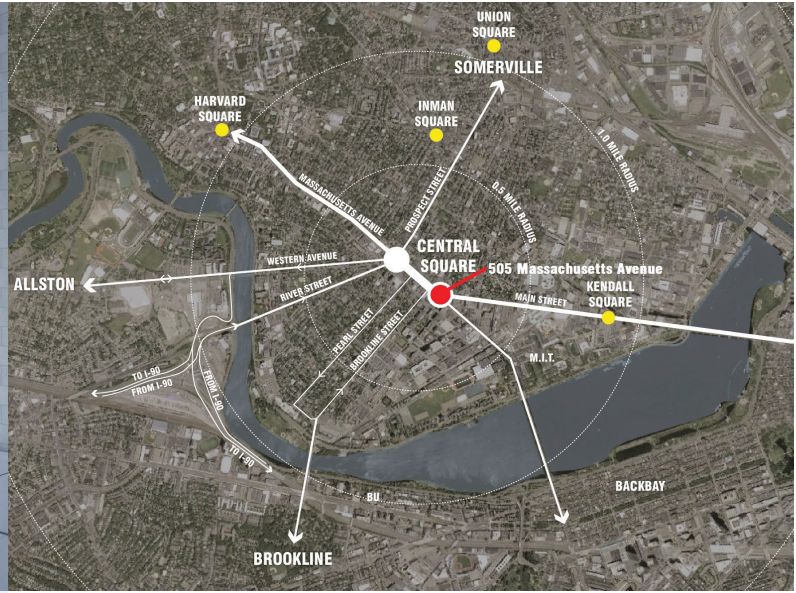 UNION
SQUARE
SOMERVILLE
HARVARD
SQUARE
INMAN
SQUARE
1.0 MILE RADIUS
MASSACHUSETTS AVENUE
PROSPECT STREET
0.5 MILE RADIUS
CENTRAL
SQUARE
505 Massachusetts Avenue
WESTERN AVENUE
ALLSTON
RIVER STREET
KENDALL
SQUARE
MAIN STREET
PEARL STREET
BROOKLINE STREET
M.I.T.
TO I-90
FROM I-90
FROM I-90
TO I-90
BACKBAY
BU
BROOKLINE